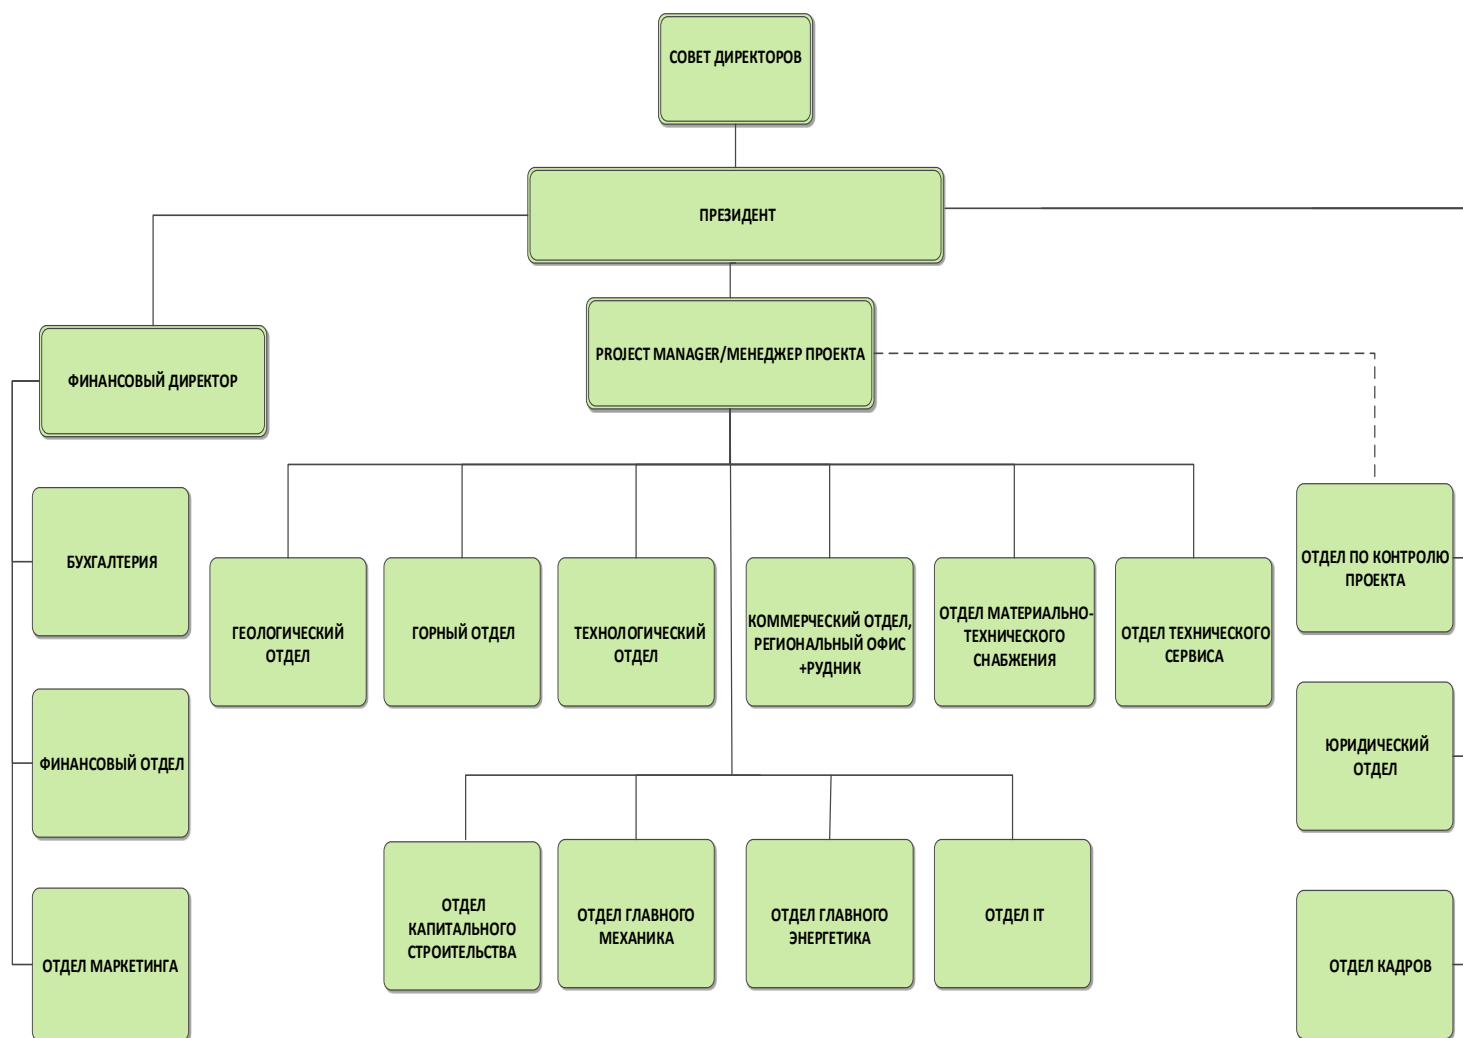 СОВЕТ ДИРЕКТОРОВ
ПРЕЗИДЕНТ
PROJECT MANAGER/МЕНЕДЖЕР ПРОЕКТА
ФИНАНСОВЫЙ ДИРЕКТОР
БУХГАЛТЕРИЯ
ФИНАНСОВЫЙ ОТДЕЛ
ОТДЕЛ МАРКЕТИНГА
ГЕОЛОГИЧЕСКИЙ
ОТДЕЛ
ГОРНЫЙ ОТДЕЛ
ТЕХНОЛОГИЧЕСКИЙ
ОТДЕЛ
КОММЕРЧЕСКИЙ ОТДЕЛ,
РЕГИОНАЛЬНЫЙ ОФИС
+РУДНИК
ОТДЕЛ МАТЕРИАЛЬНО-
ТЕХНИЧЕСКОГО
СНАБЖЕНИЯ
ОТДЕЛ ТЕХНИЧЕСКОГО
СЕРВИСА
ОТДЕЛ
КАПИТАЛЬНОГО
СТРОИТЕЛЬСТВА
ОТДЕЛ ГЛАВНОГО
МЕХАНИКА
ОТДЕЛ ГЛАВНОГО
ЭНЕРГЕТИКА
ОТДЕЛ IT
ОТДЕЛ ПО КОНТРОЛЮ
ПРОЕКТА
ЮРИДИЧЕСКИЙ
ОТДЕЛ
ОТДЕЛ КАДРОВ